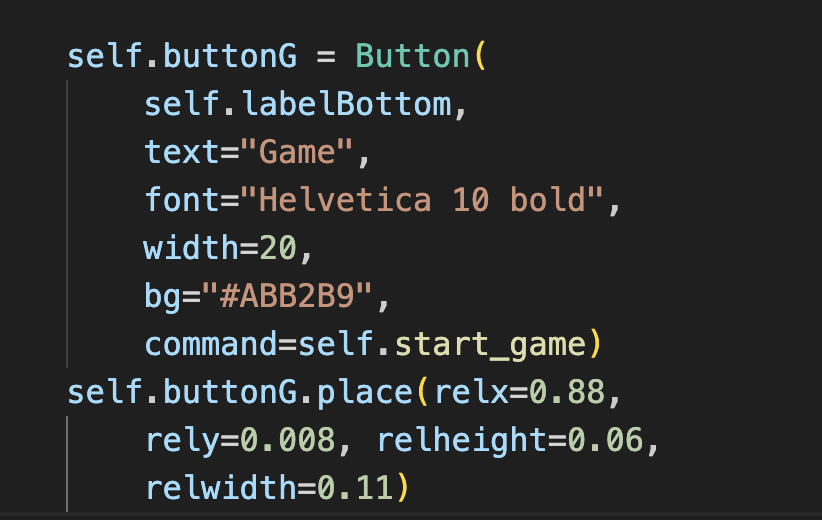 self.buttonG = Button(
    self.labelBottom,
    text="Game",
    font="Helvetica 10 bold",
    width=20,
    bg="#ABB2B9",
    command=self.start_game)
self.buttonG.place(relx=0.88,
    rely=0.008, relheight=0.06,
    relwidth=0.11)